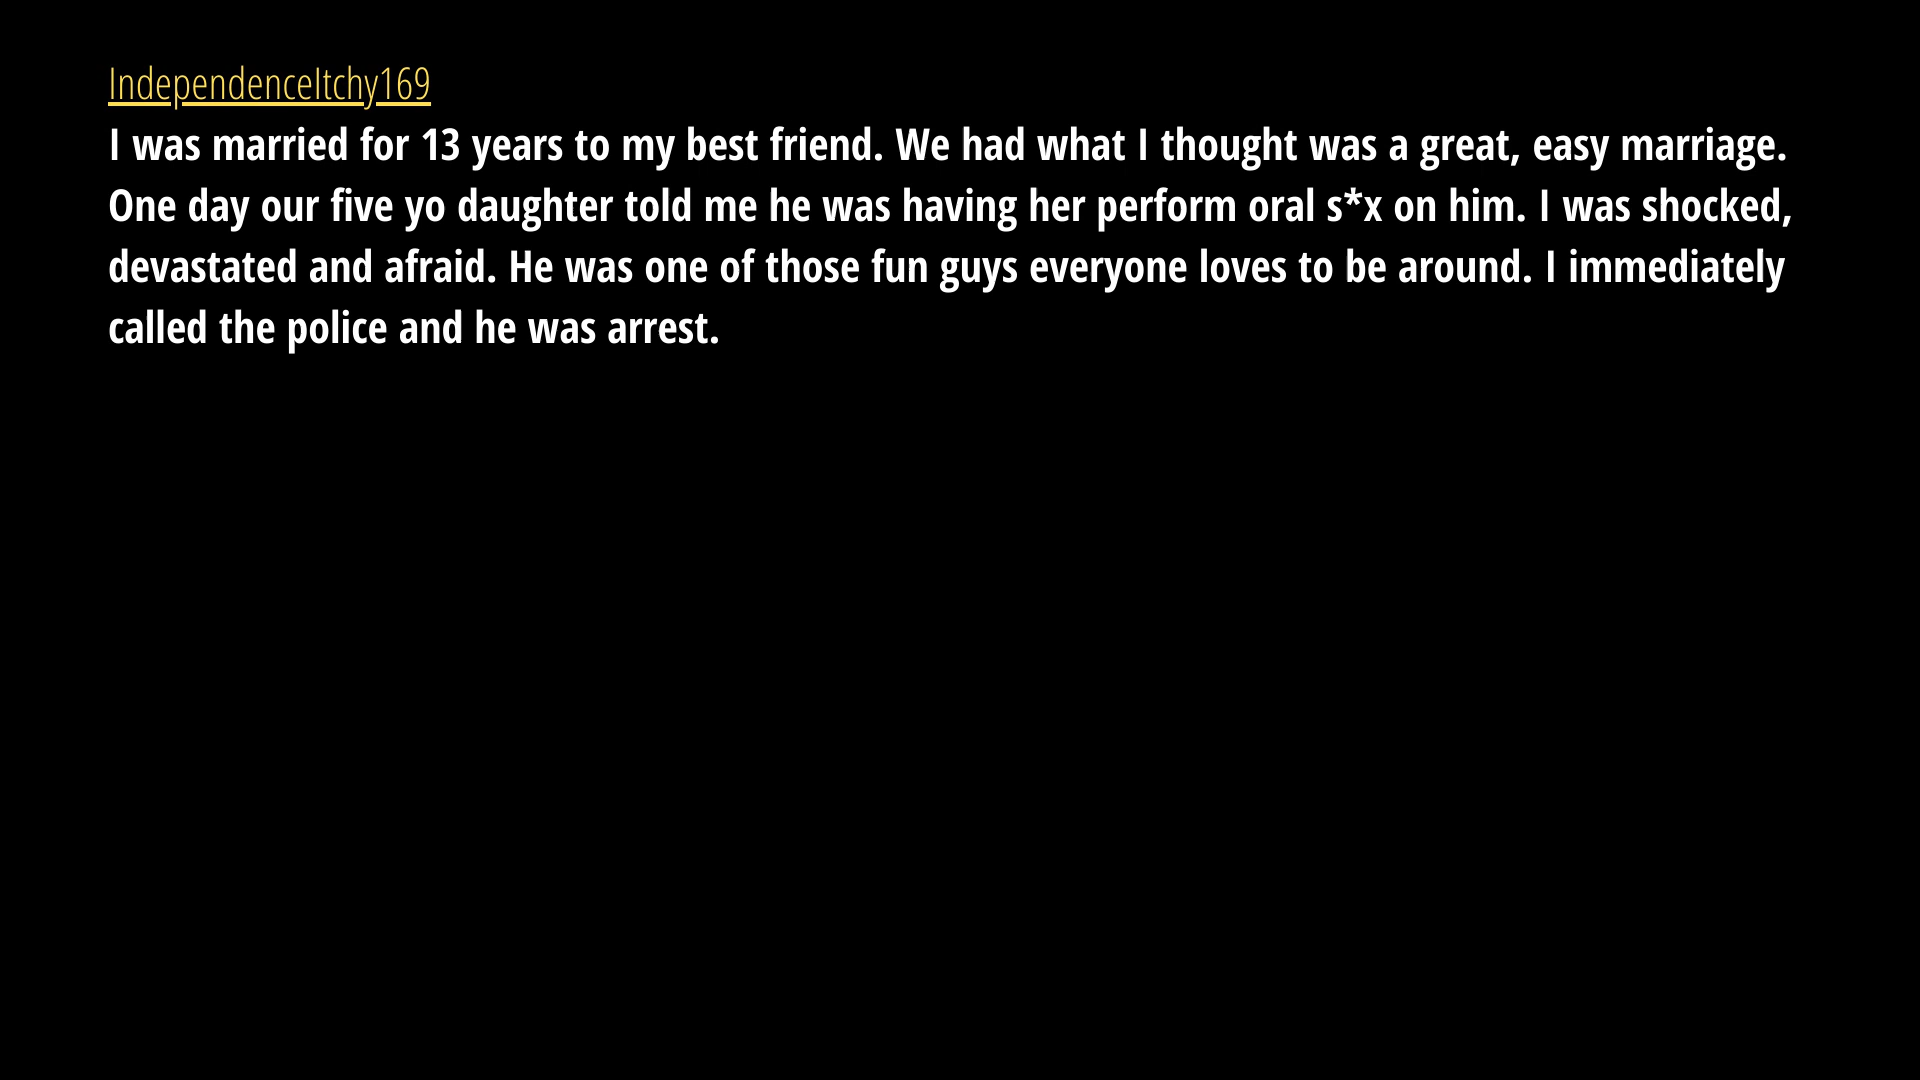 IndependenceItchy169
I was married for 13 years to my best friend. We had what I thought was a great, easy marriage.
One day our five yo daughter told me he was having her perform oral s*x on him. I was shocked,
devastated and afraid. He was one of those fun guys everyone loves to be around. I immediately
called the police and he was arrest.